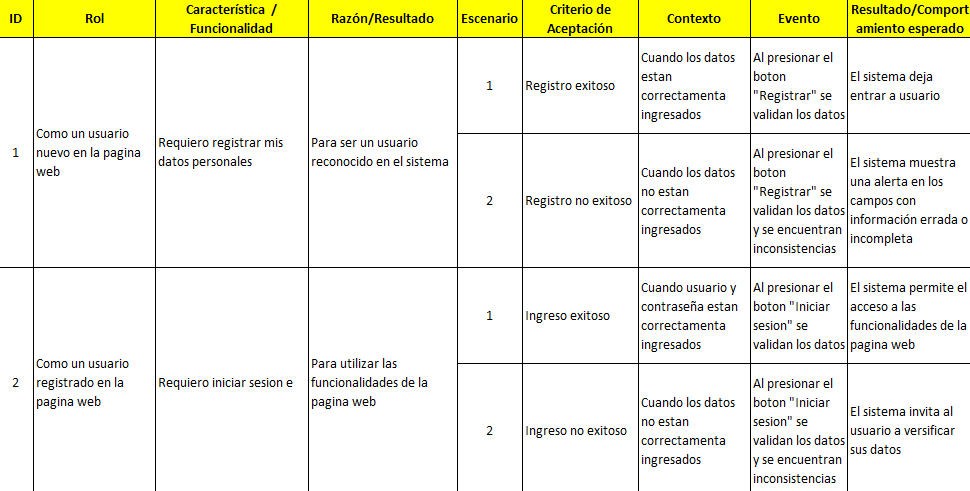 ID
Rol
Característica /
Funcionalidad
Razón/Resultado
Escenario
Criterio de
Aceptación
Contexto
Evento
Resultado/Comport
amiento esperado
1
Como un usuario
nuevo en la pagina
web
Requiero registrar mis
datos personales
Para ser un usuario
reconocido en el sistema
1
Registro exitoso
Cuando los datos
estan
correctamenta
ingresados
Al presionar el
boton
"Registrar" se
validan los datos
El sistema deja
entrar a usuario
2
Registro no exitoso
Cuando los datos
no estan
correctamenta
ingresados
Al presionar el
boton
"Registrar" se
validan los datos
y se encuentran
inconsistencias
El sistema muestra
una alerta en los
campos con
información errada o
incompleta
2
Como un usuario
registrado en la
pagina web
Requiero iniciar sesion e
Para utilizar las
funcionalidades de la
pagina web
1
Ingreso exitoso
Cuando usuario y
contraseña estan
correctamenta
ingresados
Al presionar el
boton "Iniciar
sesion" se
validan los datos
El sistema permite el
acceso a las
funcionalidades de la
pagina web
2
Ingreso no exitoso
Cuando los datos
no estan
correctamenta
ingresados
Al presionar el
boton "Iniciar
sesion" se
validan los datos
y se encuentran
inconsistencias
El sistema invita al
usuario a versificar
sus datos